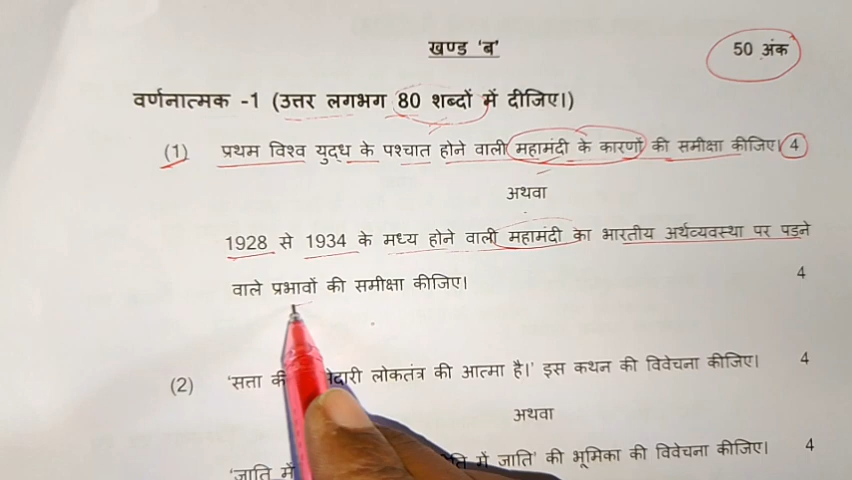 खण्ड 'ब'
50 अंक
वर्णनात्मक -1 (उत्तर लगभग 80 शब्दों में दीजिए।)
(1) प्रथम विश्व युद्ध के पश्चात होने वाली महामंदी के कारणों की समीक्षा कीजिए। 4
अथवा
1928 से 1934 के मध्य होने वाली महामंदी का भारतीय अर्थव्यवस्था पर पड़ने
वाले प्रभावों की समीक्षा कीजिए। 4
(2) 'सत्ता की लोकतंत्र की आत्मा है।' इस कथन की विवेचना कीजिए। 4
अथवा
'जाति में में जाति' की भूमिका की विवेचना कीजिए। 4